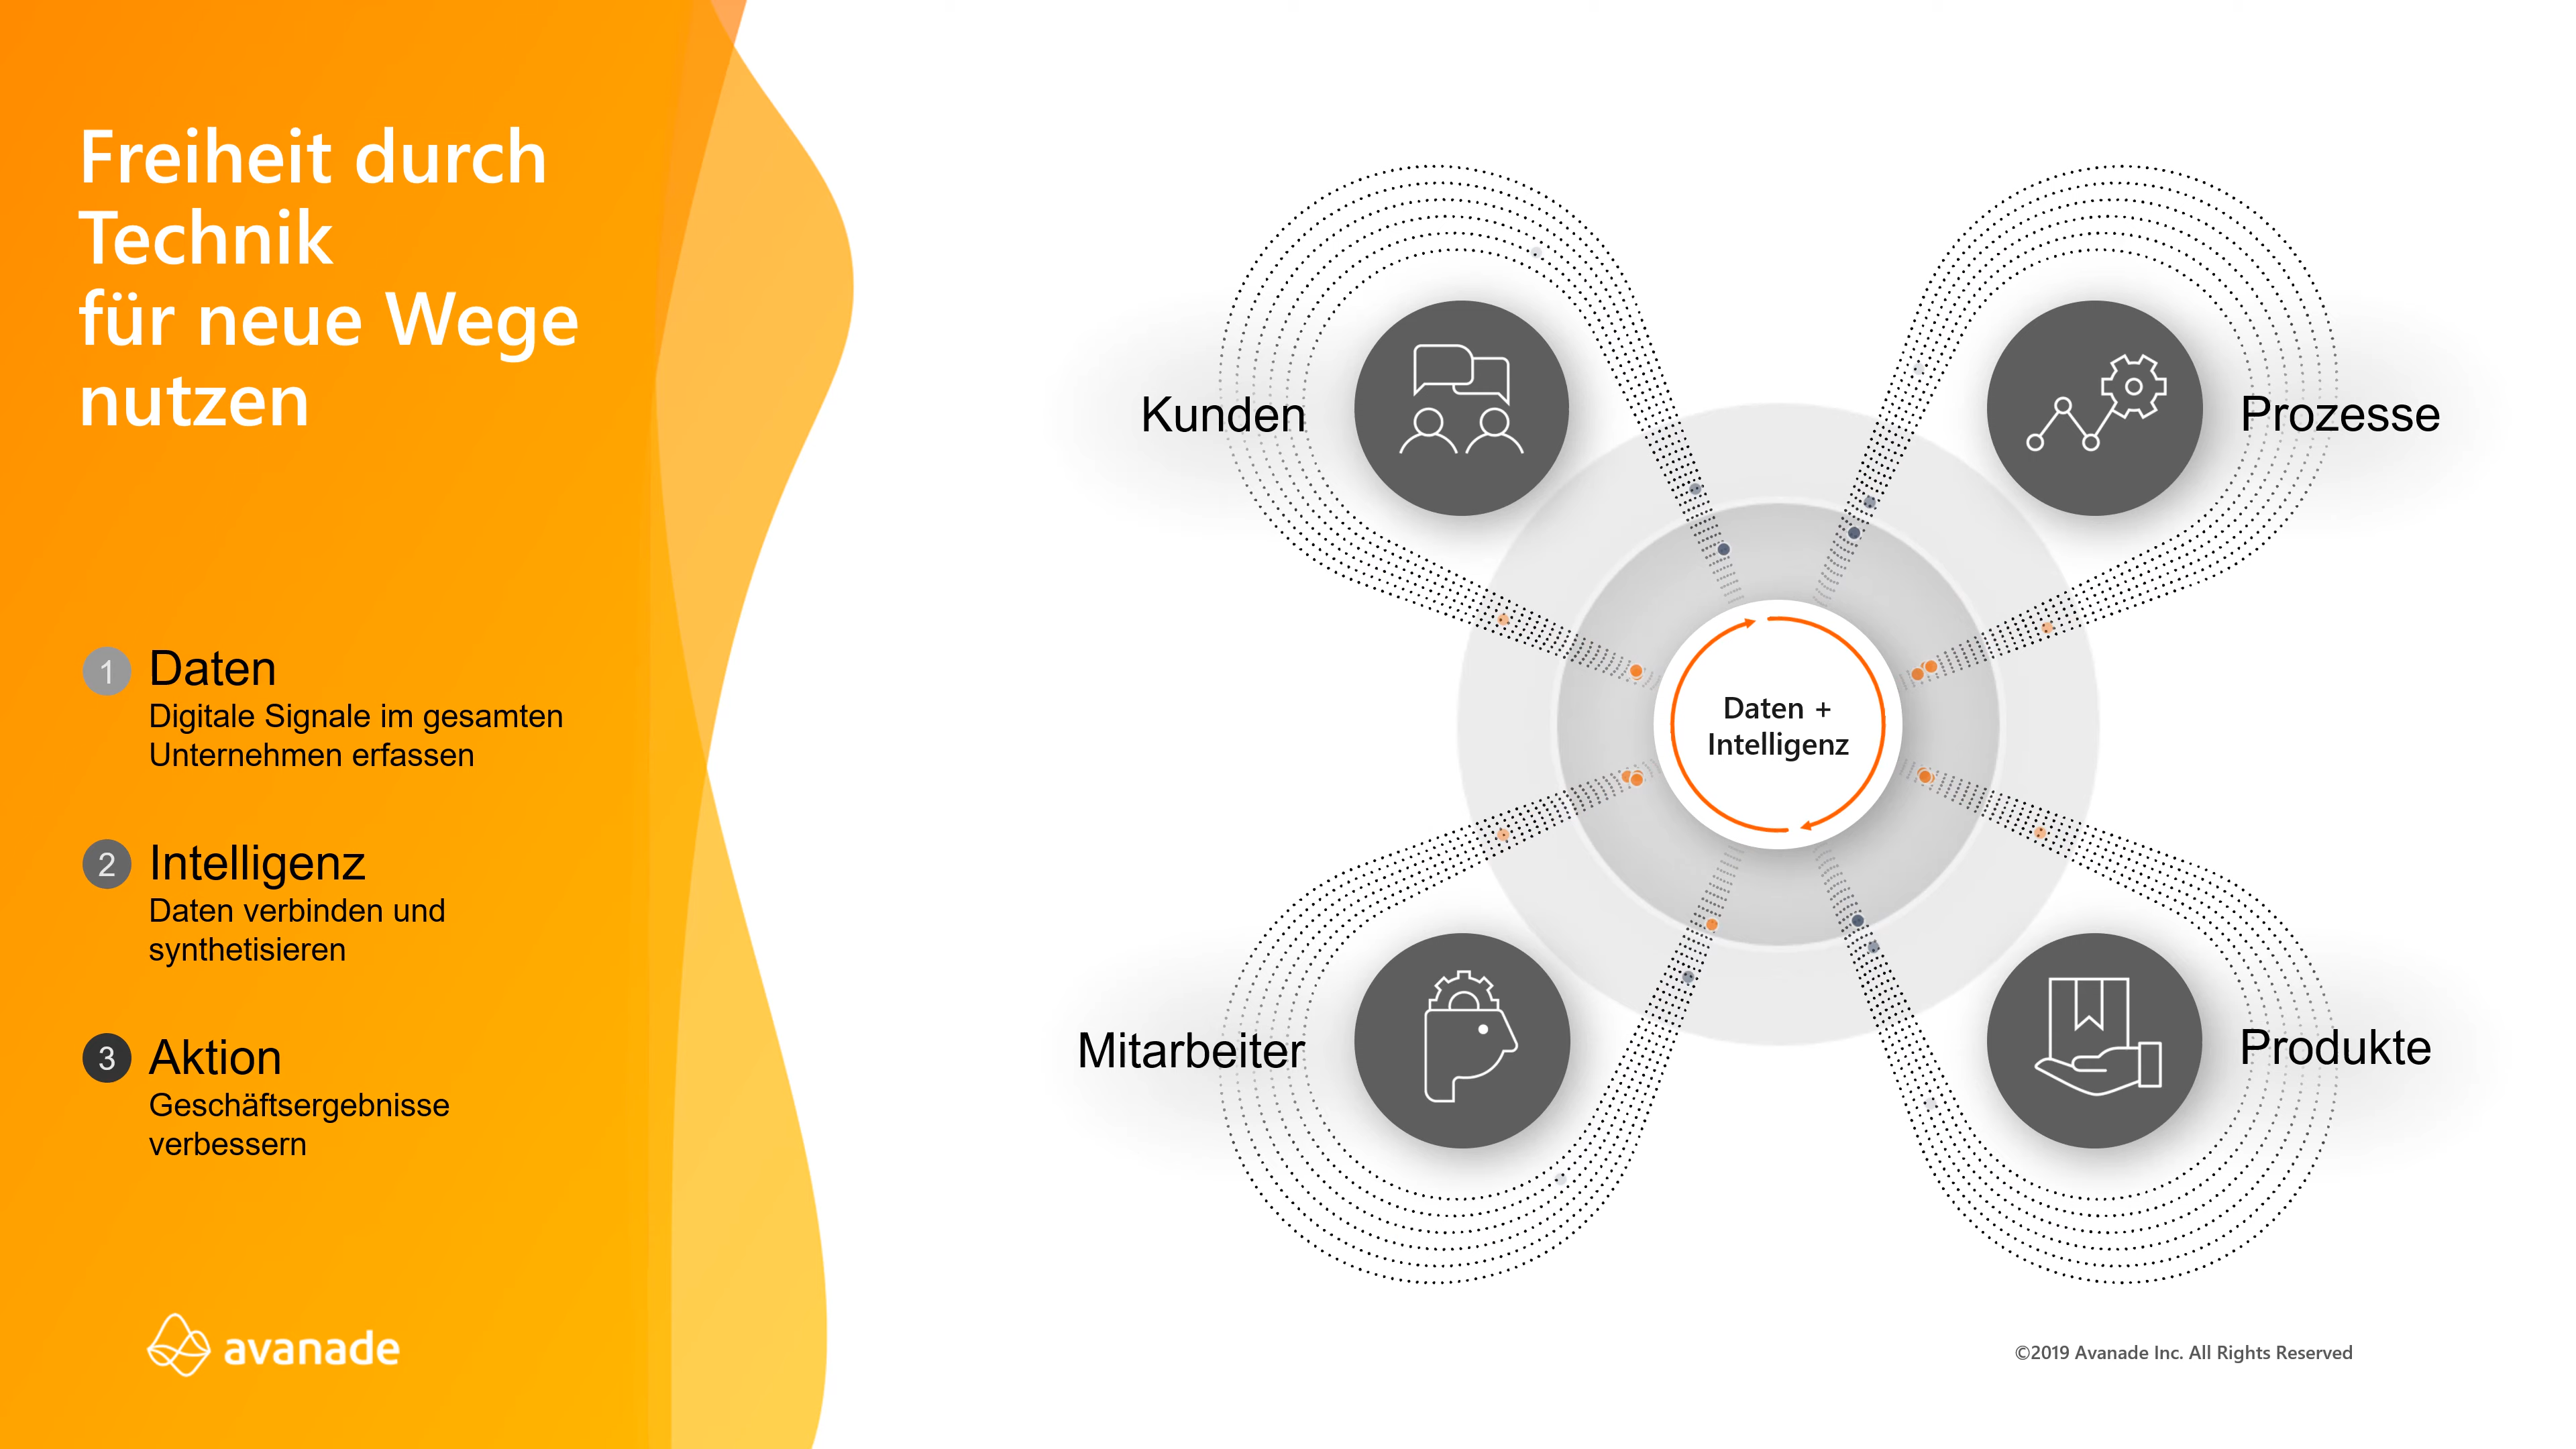 Freiheit durch
Technik
für neue Wege
nutzen
1 Daten
Digitale Signale im gesamten
Unternehmen erfassen
2 Intelligenz
Daten verbinden und
synthetisieren
3 Aktion
Geschäftsergebnisse
verbessern
avanade
Kunden
Prozesse
Daten +
Intelligenz
Mitarbeiter
Produkte
©2019 Avanade Inc. All Rights Reserved